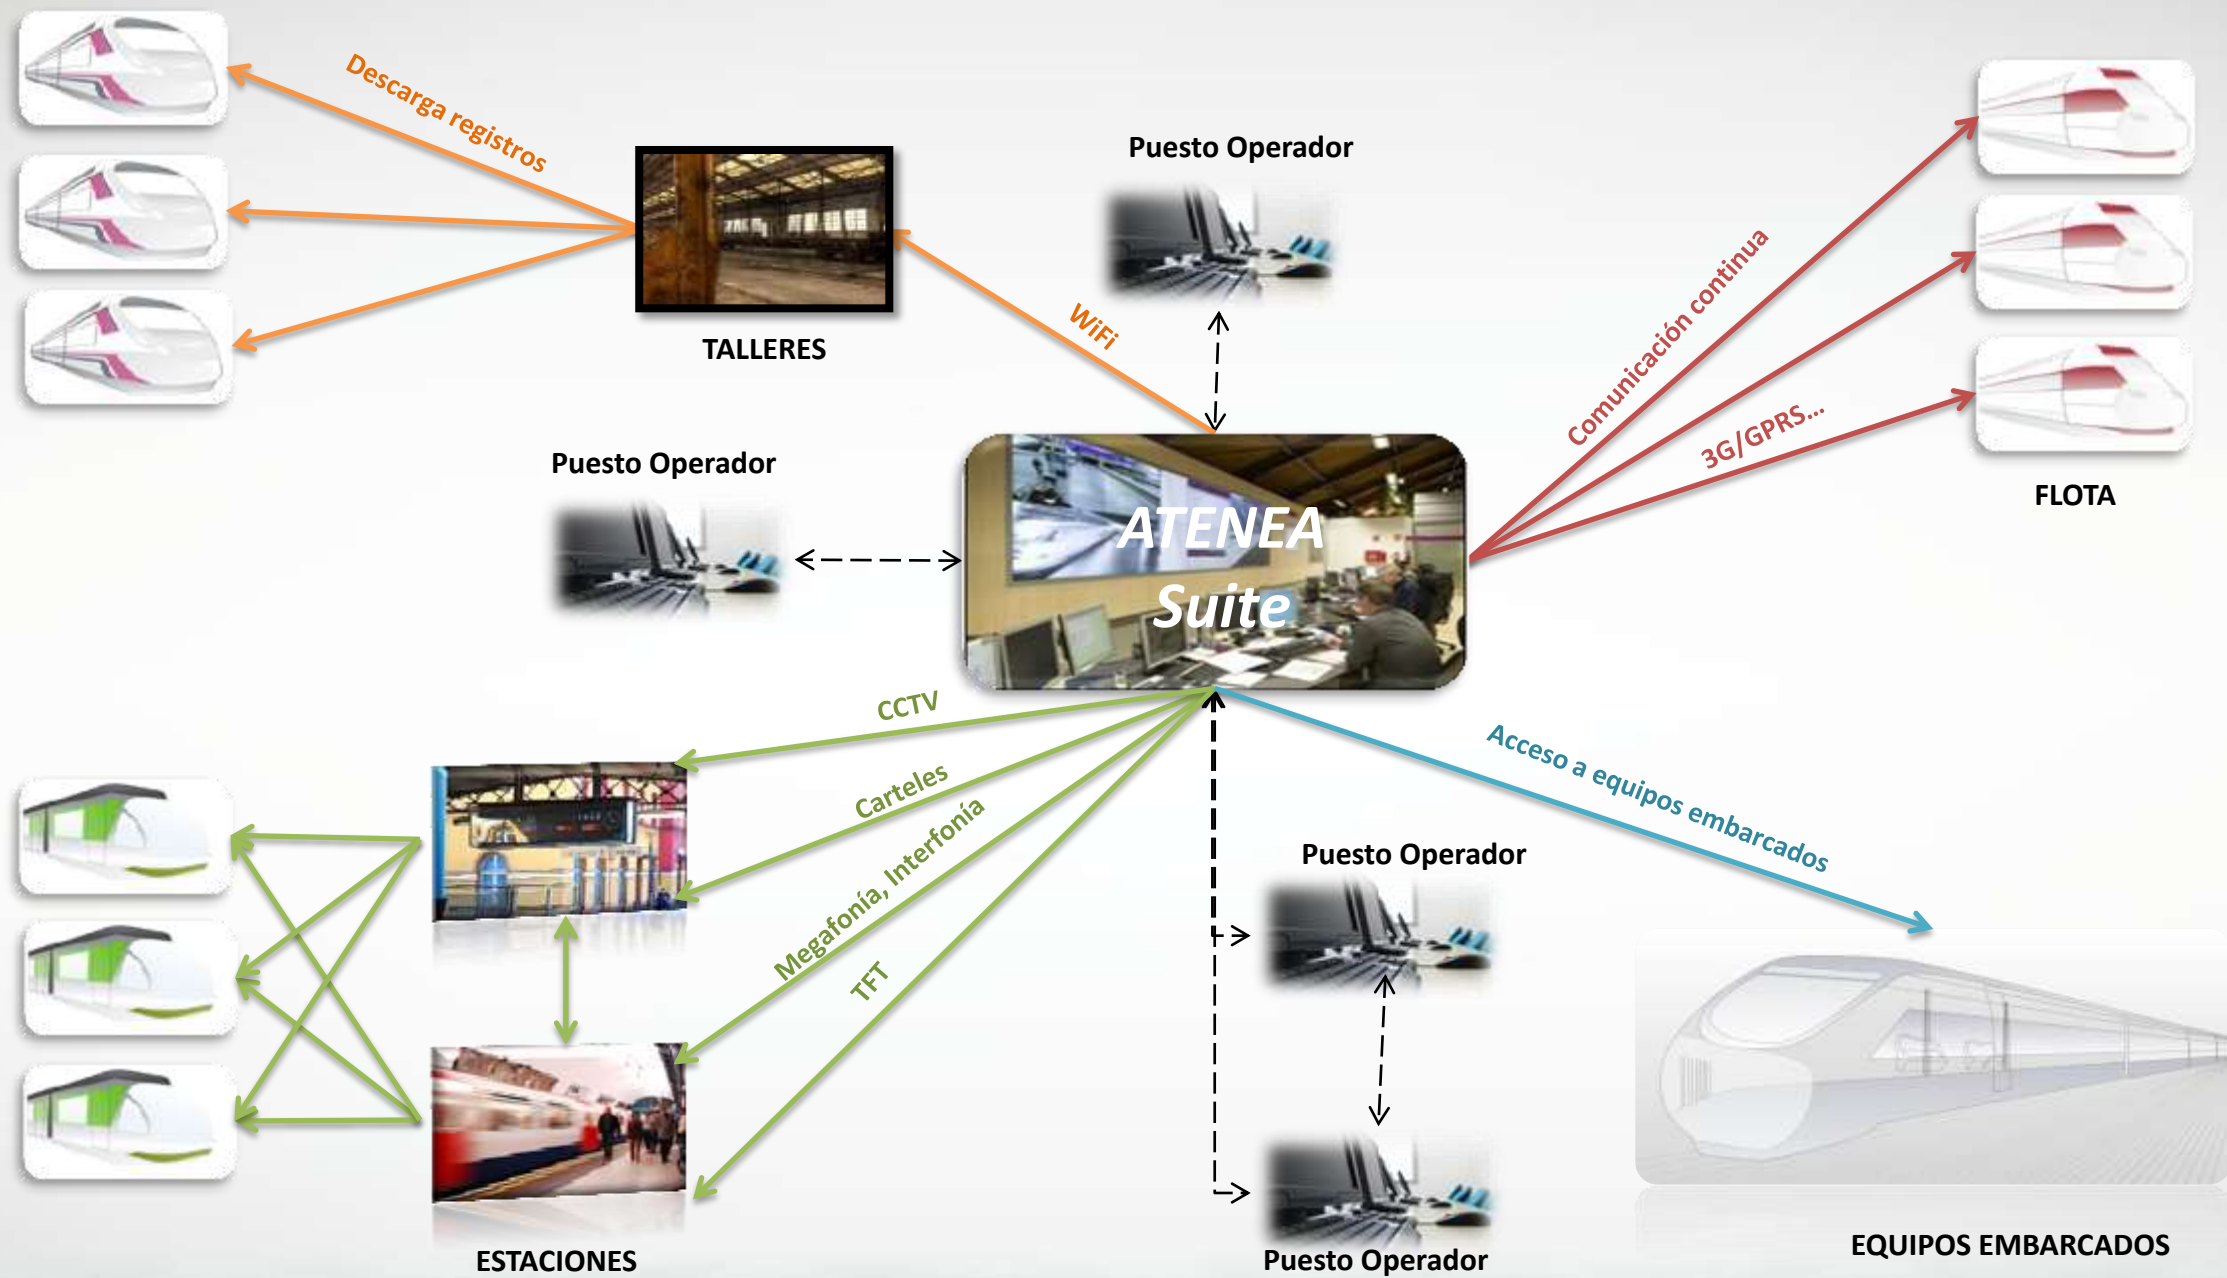 Descarga registros
Puesto Operador
WiFi
TALLERES
Comunicación continua
3G/GPRS...
FLOTA
Puesto Operador
ATENEA
Suite
CCTV
Carteles
Megafonía, Interfonía
TFT
Acceso a equipos embarcados
Puesto Operador
ESTACIONES
Puesto Operador
EQUIPOS EMBARCADOS